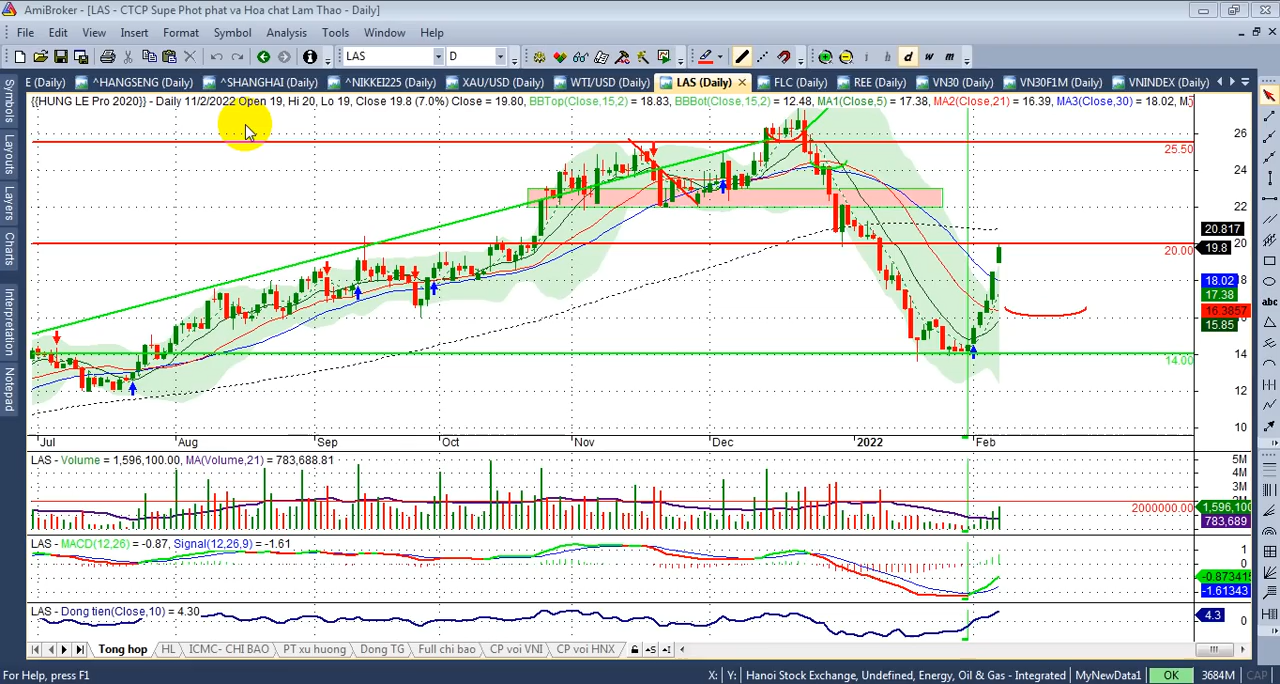 AmiBroker - [LAS - CTCP Supe Phot phat va Hoa chat Lam Thao - Daily]
File Edit View Insert Format Symbol Analysis Tools Window Help
LAS D i h d w m
E (Daily) ^HANGSENG (Daily) ^SHANGHAI (Daily) ^NIKKEI225 (Daily) XAU/USD (Daily) WTI/USD (Daily) LAS (Daily) FLC (Daily) REE (Daily) VN30 (Daily) VN30F1M (Daily) VNINDEX (Daily)
Symbols
Layouts
Layers
Charts
Interpretation
Notepad
{{HUNG LE Pro 2020}} - Daily 11/2/2022 Open 19, Hi 20, Lo 19, Close 19.8 (7.0%) Close = 19.80, BBTop(Close,15,2) = 18.83, BBBot(Close,15,2) = 12.48, MA1(Close,5) = 17.38, MA2(Close,21) = 16.39, MA3(Close,30) = 18.02,
26
25.50
24
22
20.817
20
19.8
20.00
18
18.02
17.38
16.3857
16
15.85
14
14.00
12
10
abc
Jul Aug Sep Oct Nov Dec 2022 Feb
LAS - Volume = 1,596,100.00, MA(Volume,21) = 783,688.81
5M
4M
3M
2000000.00
1,596,100
783,689
LAS - MACD(12,26) = -0.87, Signal(12,26,9) = -1.61
1
0
-0.873415
-1.61343
LAS - Dong tien(Close,10) = 4.30
4.3
0
Tong hop HL ICMC- CHI BAO PT xu huong Dong TG Full chi bao CP voi VNI CP voi HNX
For Help, press F1 X: Y: Hanoi Stock Exchange, Undefined, Energy, Oil & Gas - Integrated MyNewData1 OK 3684M CAP